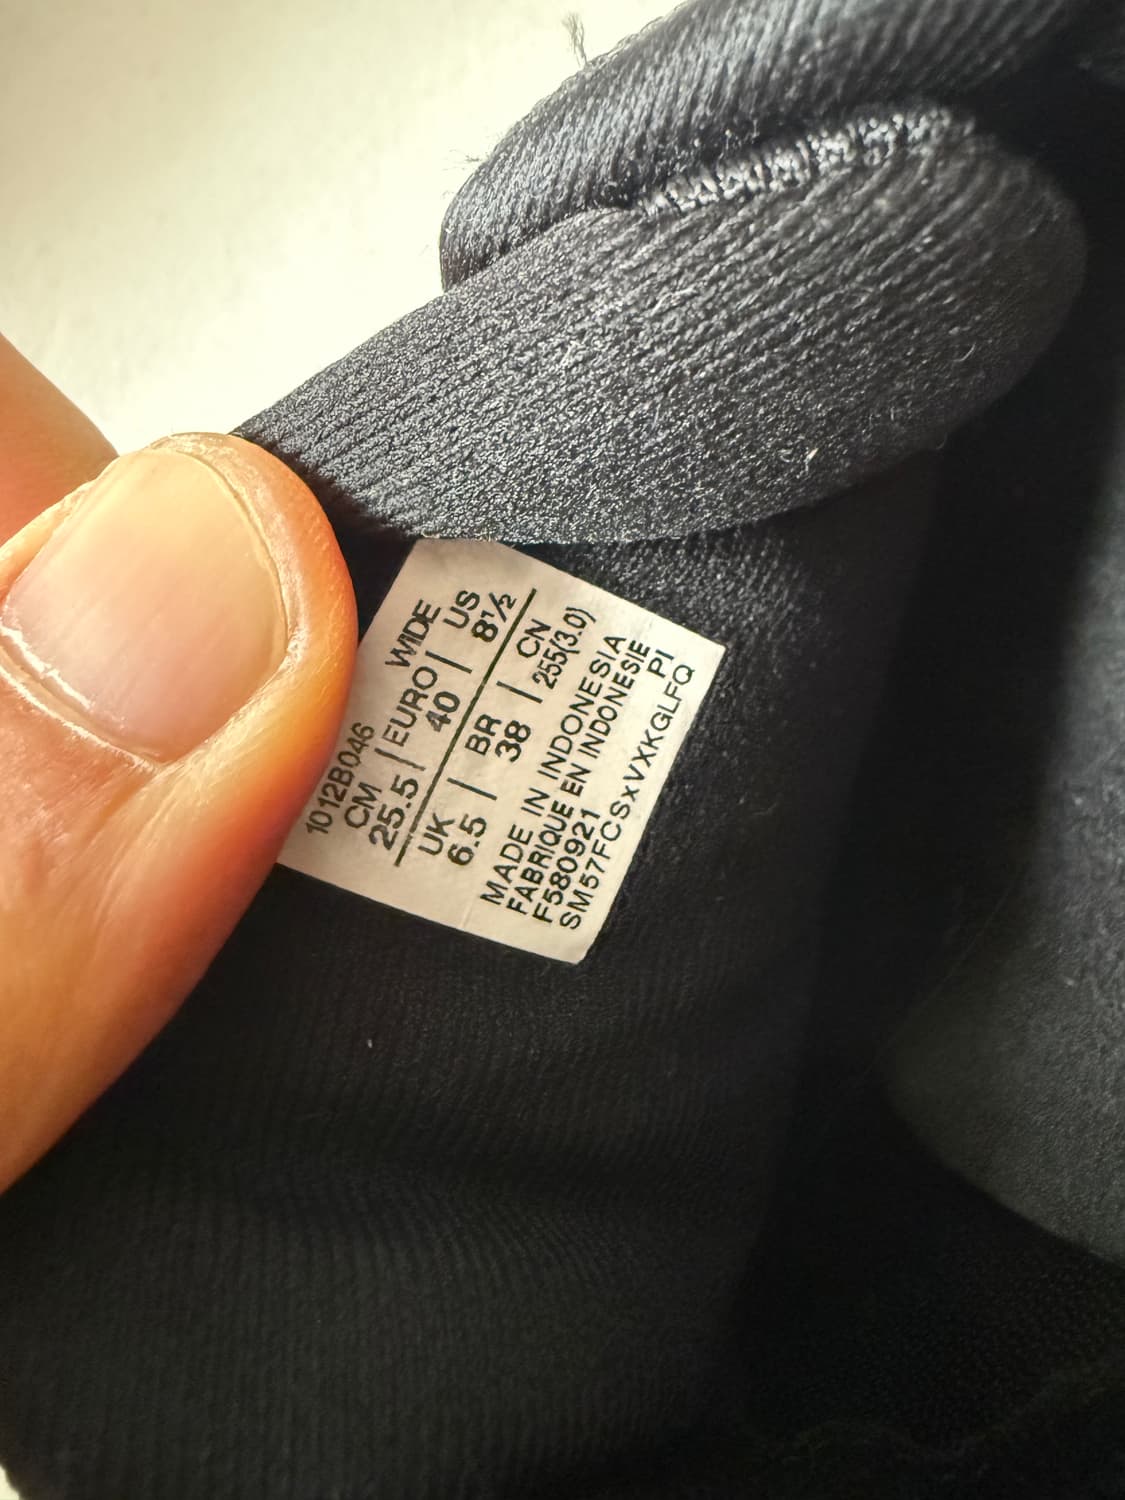 1012B046 WIDE
CM | EURO | US
25.5 40 8½
UK | BR | CN
6.5 38 255(3.0)
MADE IN INDONESIA
FABRIQUE EN INDONESIE
F580921 PI
SM57FCSxVXKGLFQ